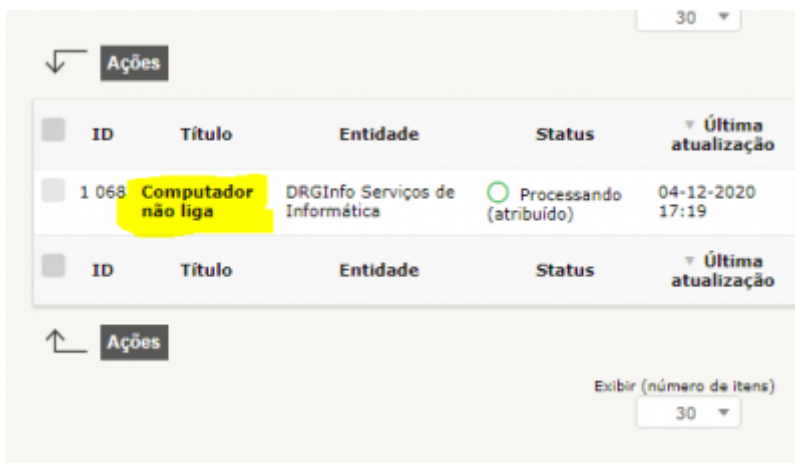 30
Ações
ID Título Entidade Status Última atualização
1 068 Computador não liga DRGInfo Serviços de Informática Processando (atribuído) 04-12-2020 17:19
ID Título Entidade Status Última atualização
Ações
Exibir (número de itens)
30